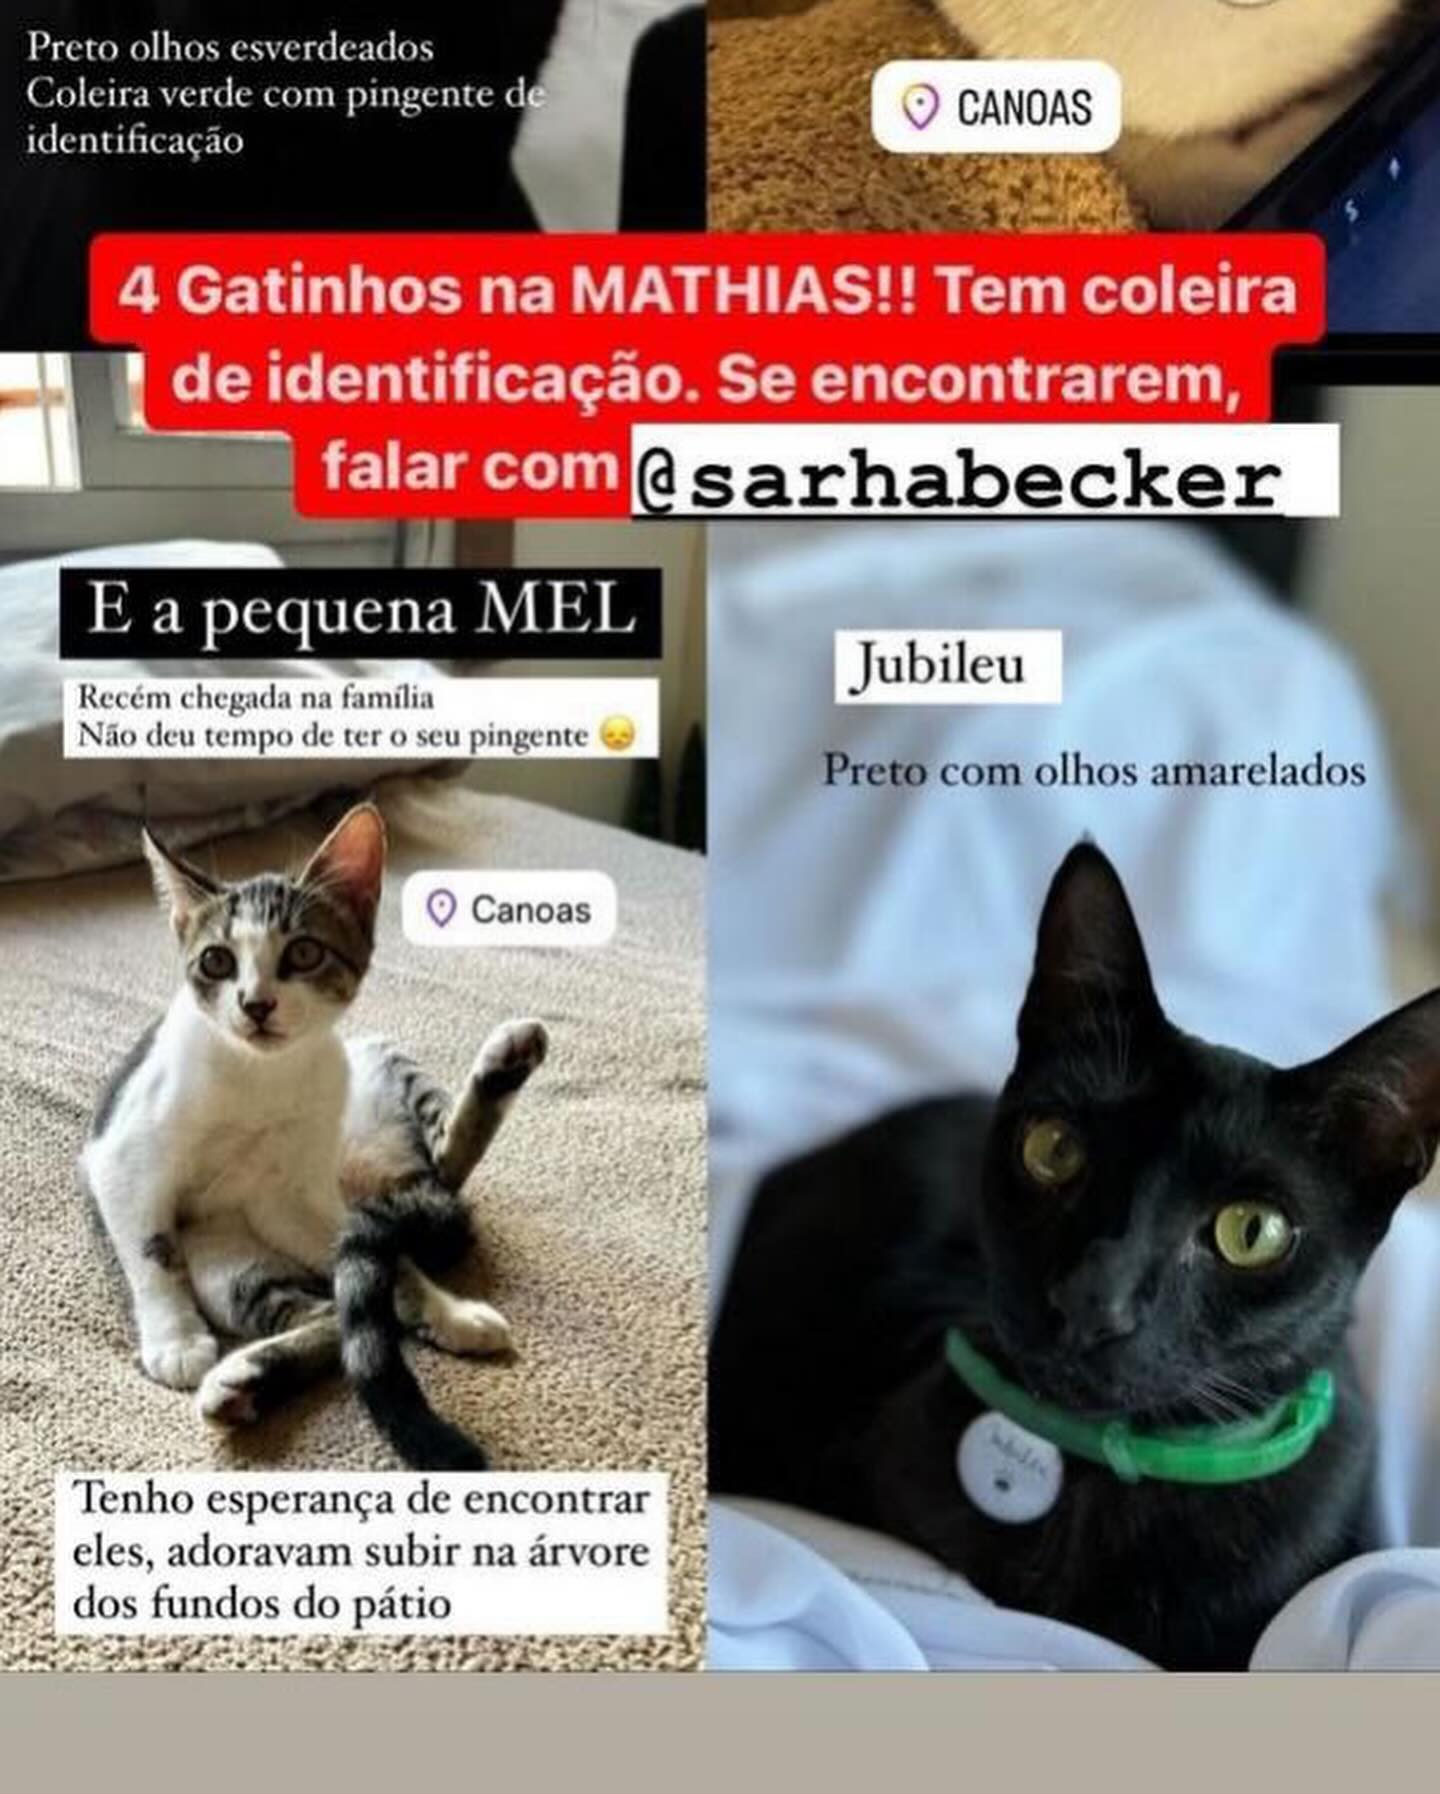 Preto olhos esverdeados
Coleira verde com pingente de
identificação
CANOAS
4 Gatinhos na MATHIAS!! Tem coleira
de identificação. Se encontrarem,
falar com @sarhabecker
E a pequena MEL
Recém chegada na família
Não deu tempo de ter o seu pingente 😞
Canoas
Tenho esperança de encontrar
eles, adoravam subir na árvore
dos fundos do pátio
Jubileu
Preto com olhos amarelados
Jubileu